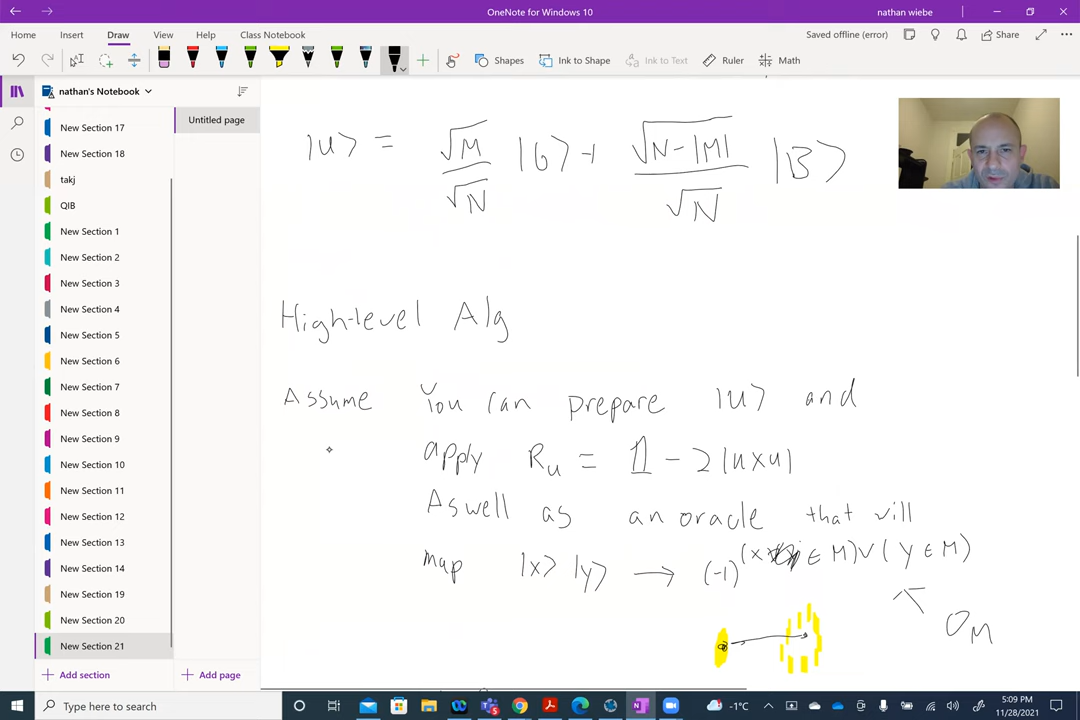 OneNote for Windows 10
nathan wiebe
Home
Insert
Draw
View
Help
Class Notebook
Saved offline (error)
Share
Shapes
Ink to Shape
Ink to Text
Ruler
Math
nathan's Notebook
New Section 17
New Section 18
takj
QIB
New Section 1
New Section 2
New Section 3
New Section 4
New Section 5
New Section 6
New Section 7
New Section 8
New Section 9
New Section 10
New Section 11
New Section 12
New Section 13
New Section 14
New Section 19
New Section 20
New Section 21
Add section
Untitled page
Add page
|u⟩ = √M/√N |G⟩ + √N-|M|/√N |B⟩
High-level Alg
Assume You can prepare |u⟩ and
apply Ru = 𝟙 - 2|u⟩⟨u|
Aswell as an oracle that will
map |x⟩ |y⟩ → (-1)^(x ∈ M)∨(y ∈ M)
OM
Type here to search
-1°C
5:09 PM
11/28/2021